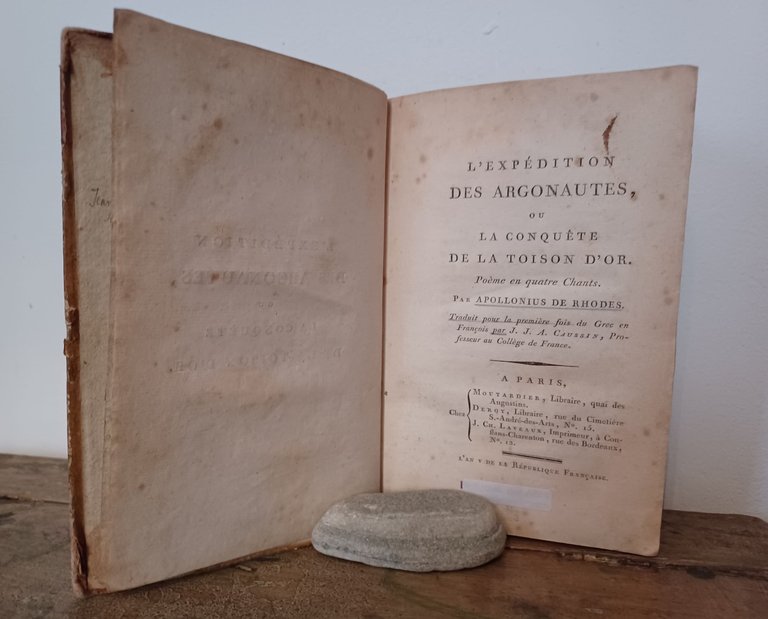 Jean
L'EXPÉDITION
DES ARGONAUTES,
OU
LA CONQUÊTE
DE LA TOISON D'OR.
Poëme en quatre Chants.
PAR APOLLONIUS DE RHODES.
Traduit pour la première fois du Grec en
Français par J. J. A. CAUSSIN, Pro-
fesseur au Collège de France.
A PARIS,
Chez
MOUTARDIER, Libraire, quai des
Augustins.
DEROY, Libraire, rue du Cimetière
S.-André-des-Arts, N°. 15.
J. CH. LAVEAUX, Imprimeur, à Con-
flans-Charenton, rue des Bordeaux,
N°. 12.
L'AN V DE LA RÉPUBLIQUE FRANÇAISE.